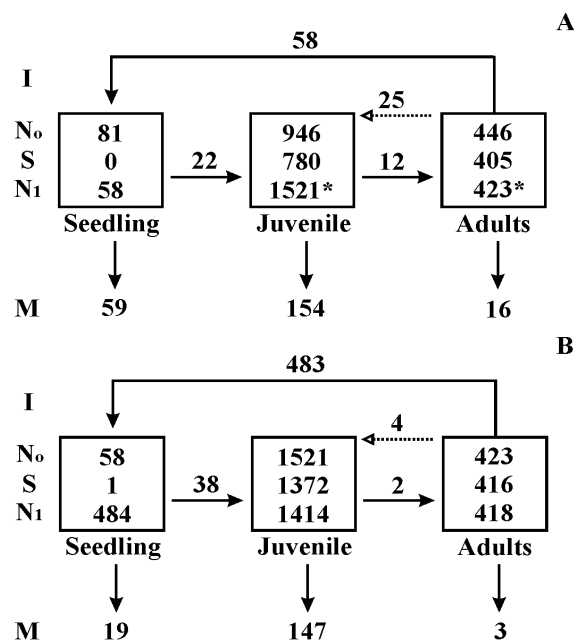 A
58
I
25
No 81 946 446
S 0 22 780 12 405
N1 58 1521* 423*
Seedling Juvenile Adults
M 59 154 16
B
483
I
4
No 58 1521 423
S 1 38 1372 2 416
N1 484 1414 418
Seedling Juvenile Adults
M 19 147 3